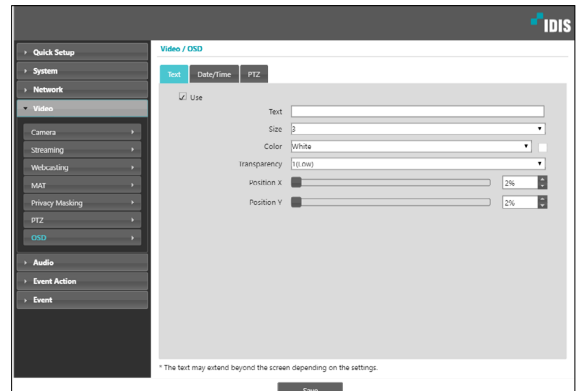 IDIS
Quick Setup
System
Network
Video
Camera
Streaming
Webcasting
MAT
Privacy Masking
PTZ
OSD
Audio
Event Action
Event
Video / OSD
Text Date/Time PTZ
Use
Text
Size 3
Color White
Transparency 1(Low)
Position X 2%
Position Y 2%
* The text may extend beyond the screen depending on the settings.
Save